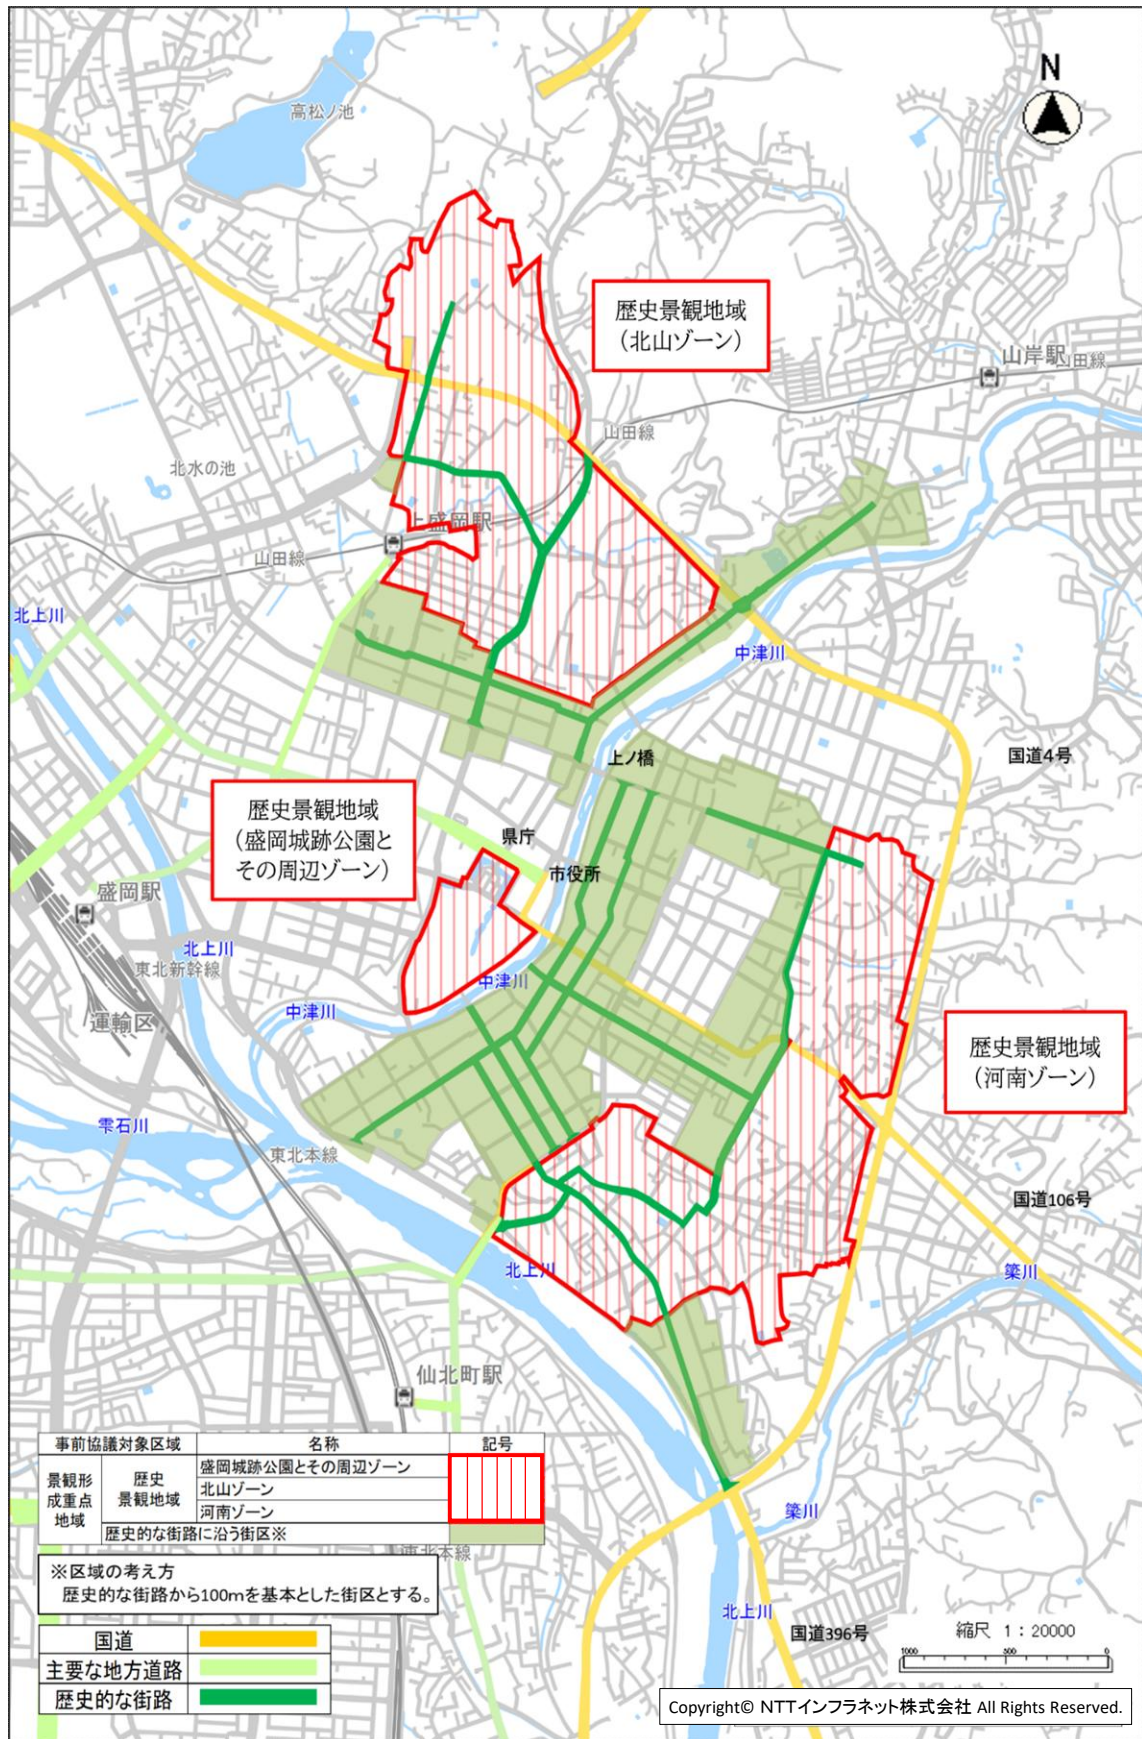 N
高松ノ池
歴史景観地域
（北山ゾーン）
山岸駅
山田線
山田線
北水の池
上盛岡駅
山田線
北上川
中津川
国道4号
上ノ橋
歴史景観地域
（盛岡城跡公園と
その周辺ゾーン）
県庁
市役所
盛岡駅
北上川
東北新幹線
中津川
中津川
運輸区
歴史景観地域
（河南ゾーン）
雫石川
東北本線
国道106号
北上川
簗川
仙北町駅
事前協議対象区域 名称 記号
景観形成重点地域 歴史景観地域 盛岡城跡公園とその周辺ゾーン
北山ゾーン
河南ゾーン
歴史的な街路に沿う街区※
東北本線
簗川
※区域の考え方
歴史的な街路から100mを基本とした街区とする。
北上川
国道396号
縮尺 1：20000
1000 500 0
国道
主要な地方道路
歴史的な街路
Copyright© NTTインフラネット株式会社 All Rights Reserved.